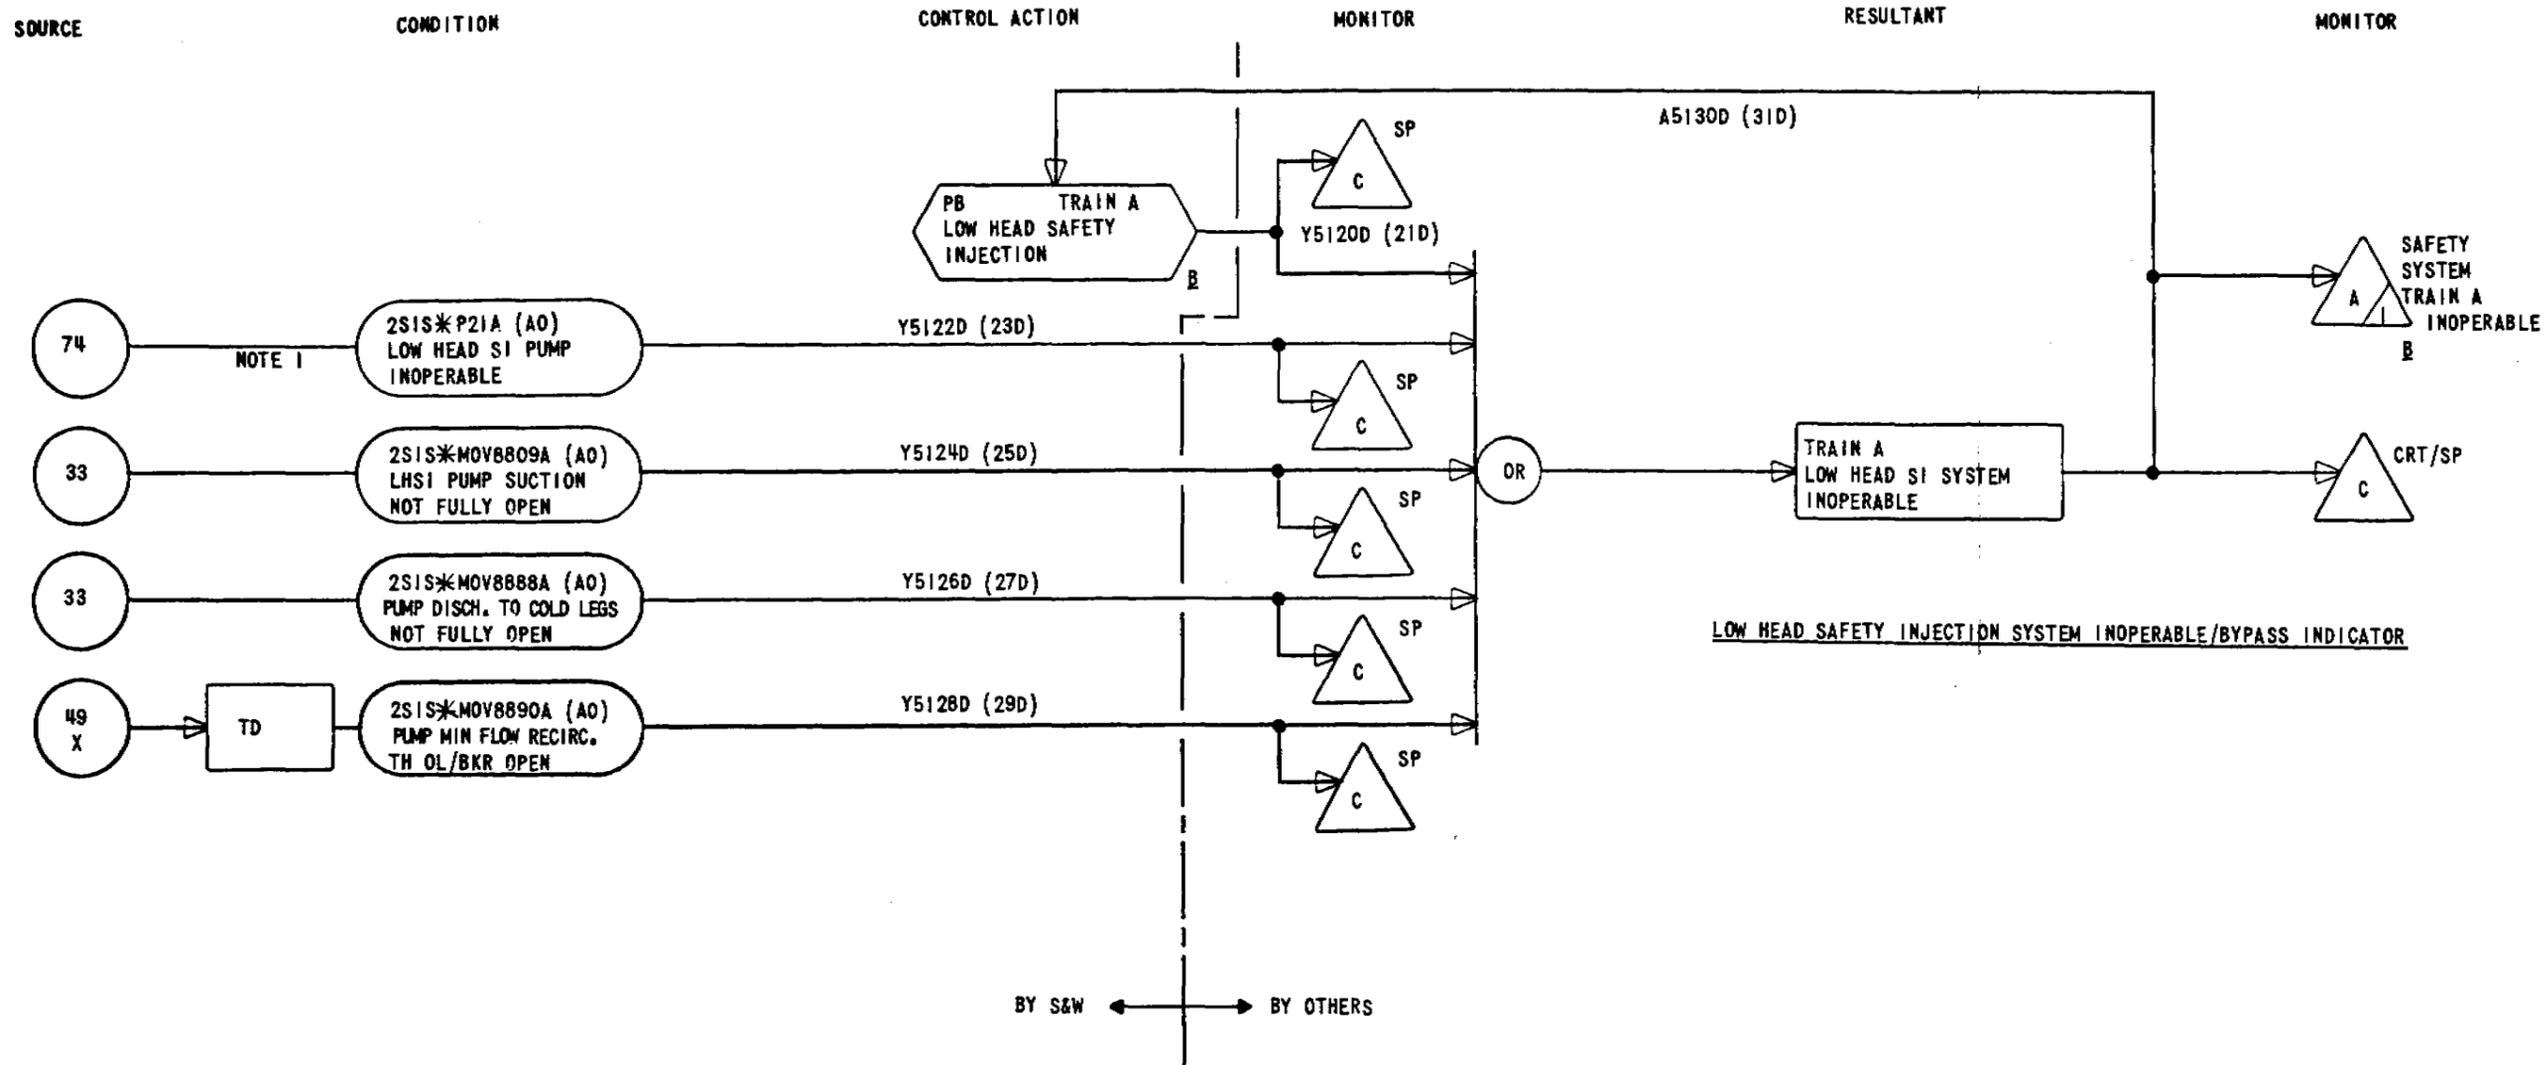 SOURCE
CONDITION
CONTROL ACTION
MONITOR
RESULTANT
MONITOR
A5130D (31D)
SP
C
PB TRAIN A
LOW HEAD SAFETY
INJECTION
B
Y5120D (21D)
SAFETY
SYSTEM
TRAIN A
INOPERABLE
A
1
B
74
NOTE 1
2SIS*P21A (AO)
LOW HEAD SI PUMP
INOPERABLE
Y5122D (23D)
SP
C
33
2SIS*MOV8809A (AO)
LHSI PUMP SUCTION
NOT FULLY OPEN
Y5124D (25D)
SP
C
OR
TRAIN A
LOW HEAD SI SYSTEM
INOPERABLE
CRT/SP
C
33
2SIS*MOV8888A (AO)
PUMP DISCH. TO COLD LEGS
NOT FULLY OPEN
Y5126D (27D)
SP
C
LOW HEAD SAFETY INJECTION SYSTEM INOPERABLE/BYPASS INDICATOR
49
X
TD
2SIS*MOV8890A (AO)
PUMP MIN FLOW RECIRC.
TH OL/BKR OPEN
Y5128D (29D)
SP
C
BY S&W
BY OTHERS